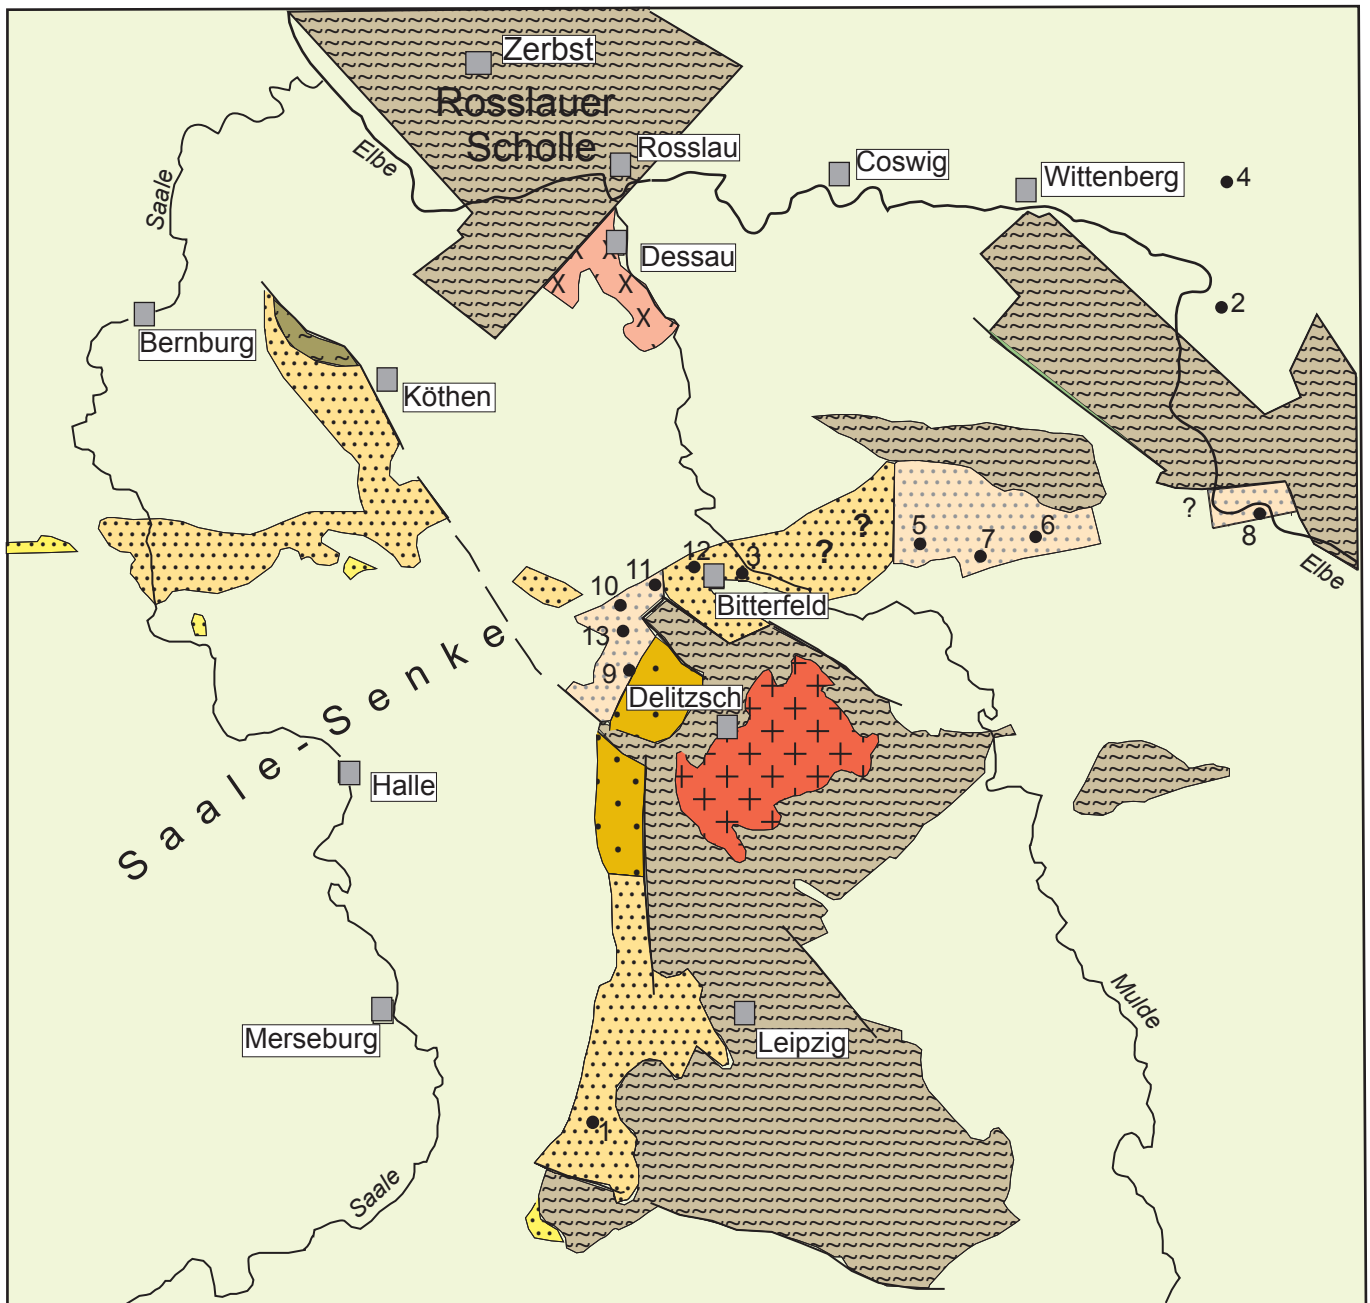 Zerbst
Rosslauer
Scholle
Rosslau
Elbe
Saale
Coswig
Wittenberg
4
Dessau
X X
X X
X
2
Bernburg
Köthen
?
?
5
7
6
?
8
Elbe
12
3
11
10
Bitterfeld
13
9
Delitzsch
Saale-Senke
Halle
Mulde
Merseburg
Leipzig
1
Saale